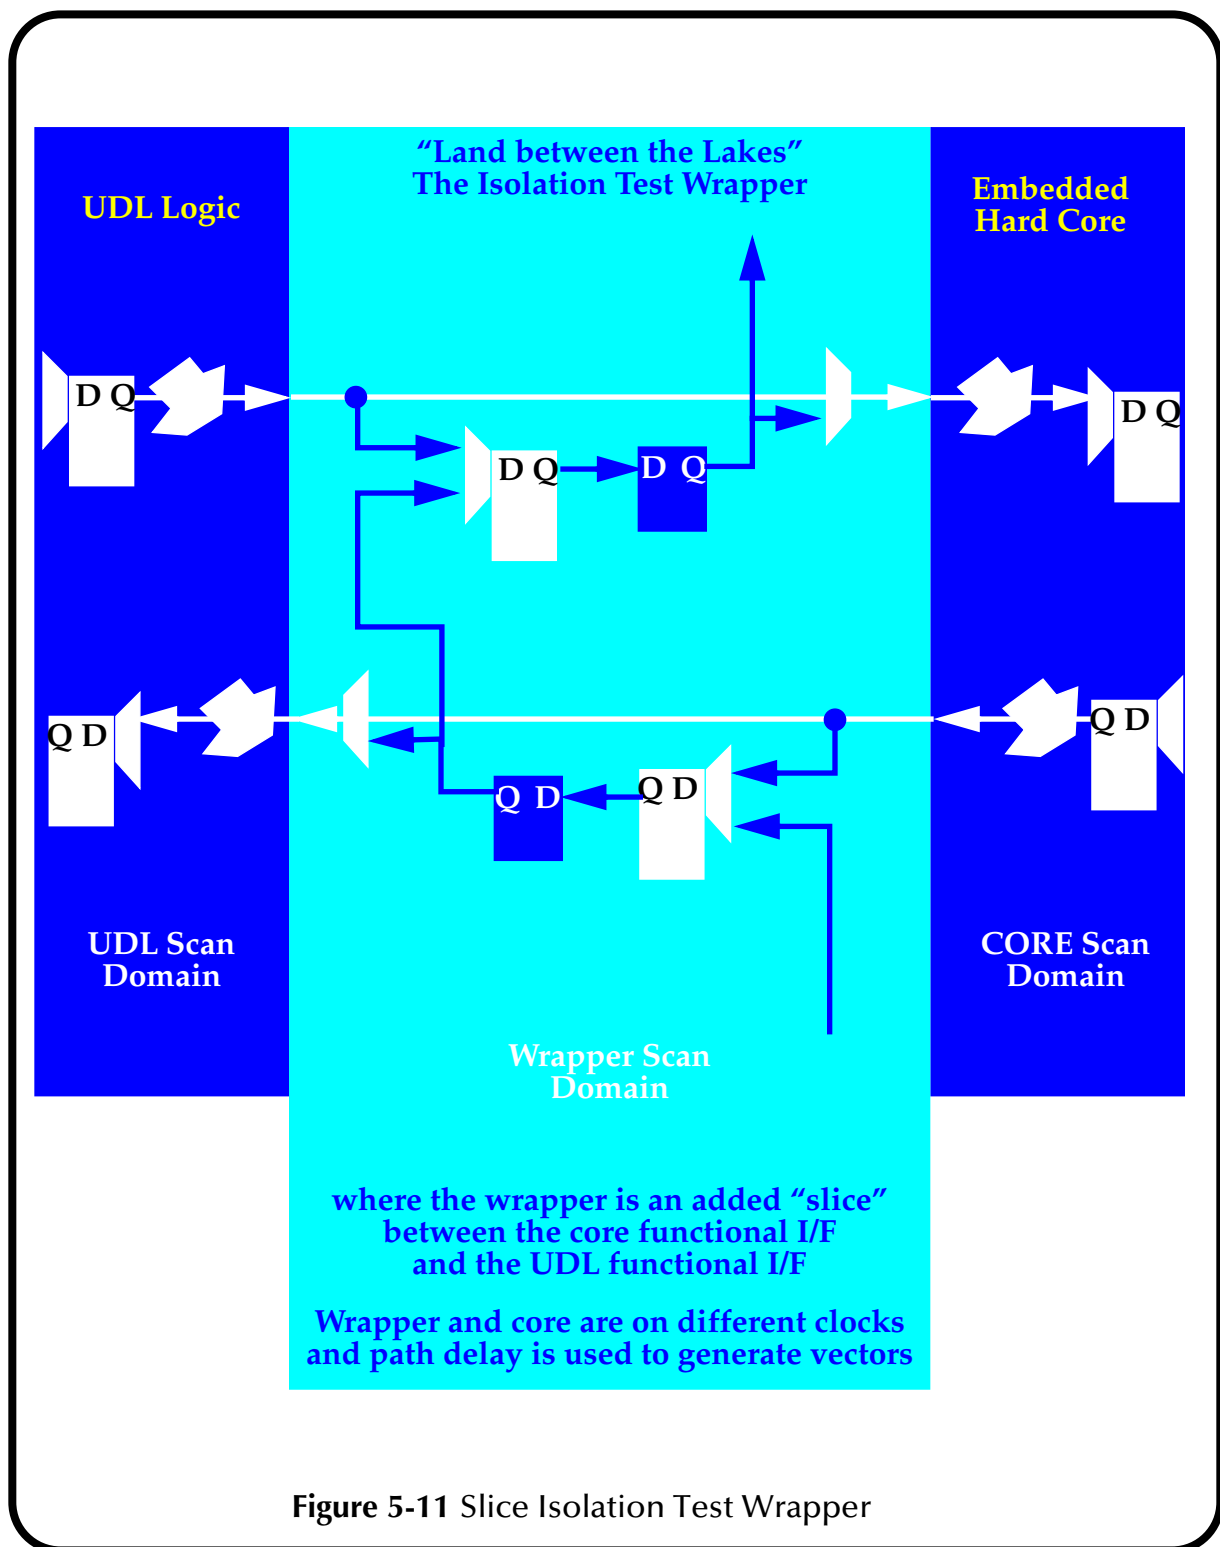 “Land between the Lakes”
The Isolation Test Wrapper
UDL Logic
Embedded
Hard Core
D Q
D Q
D Q
D Q
Q D
Q D
Q D
Q D
UDL Scan
Domain
CORE Scan
Domain
Wrapper Scan
Domain
where the wrapper is an added “slice”
between the core functional I/F
and the UDL functional I/F
Wrapper and core are on different clocks
and path delay is used to generate vectors
Figure 5-11 Slice Isolation Test Wrapper